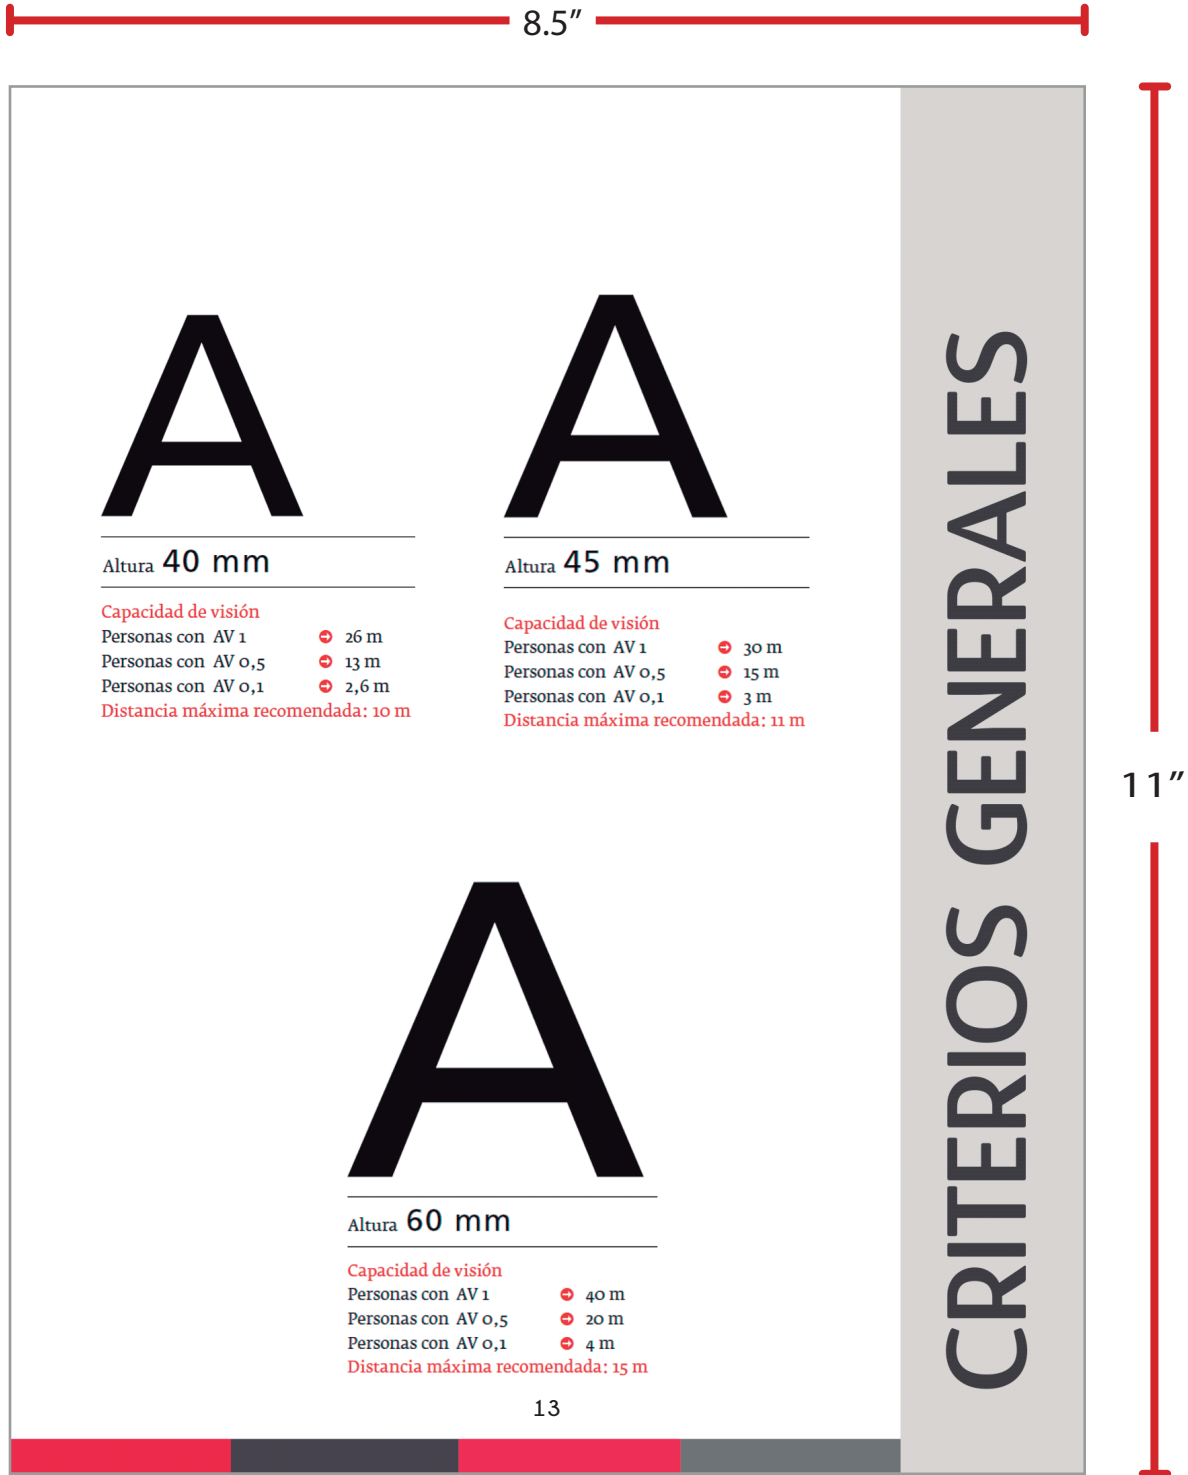 8.5”
A
Altura 40 mm
Capacidad de visión
Personas con AV 1 26 m
Personas con AV 0,5 13 m
Personas con AV 0,1 2,6 m
Distancia máxima recomendada: 10 m
A
Altura 45 mm
Capacidad de visión
Personas con AV 1 30 m
Personas con AV 0,5 15 m
Personas con AV 0,1 3 m
Distancia máxima recomendada: 11 m
A
Altura 60 mm
Capacidad de visión
Personas con AV 1 40 m
Personas con AV 0,5 20 m
Personas con AV 0,1 4 m
Distancia máxima recomendada: 15 m
13
CRITERIOS GENERALES
11”